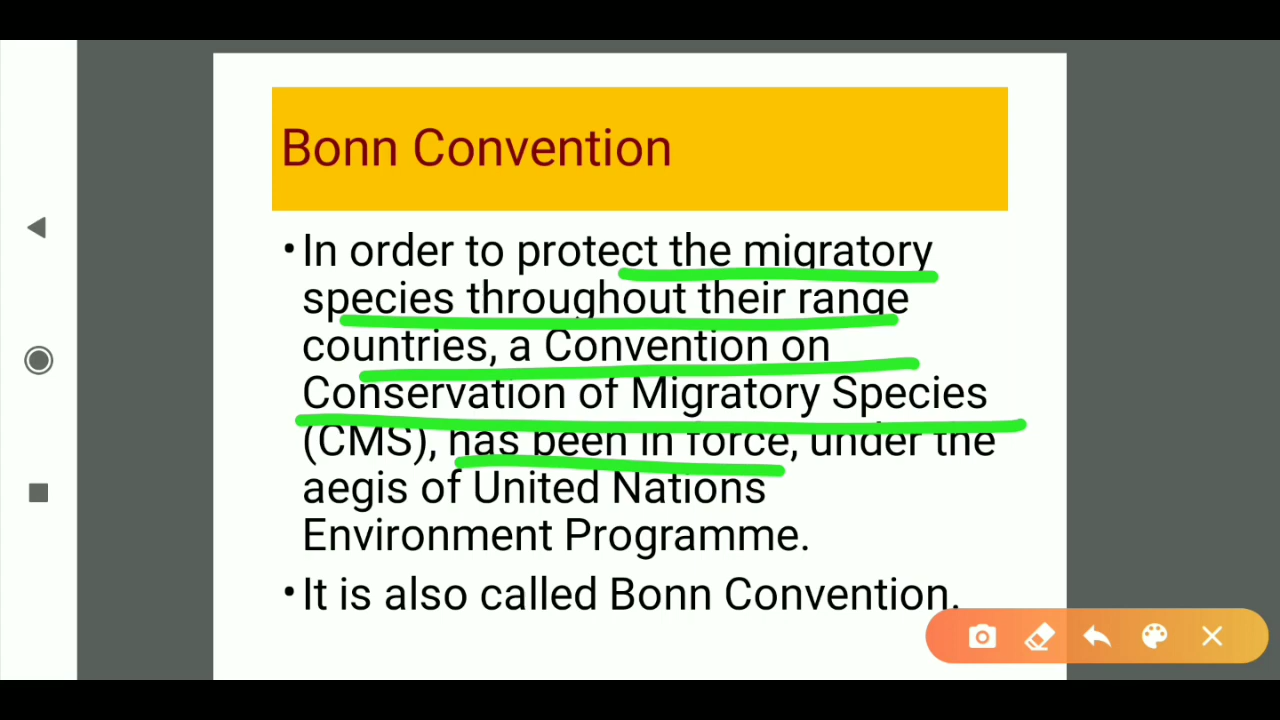 Bonn Convention
•In order to protect the migratory
species throughout their range
countries, a Convention on
Conservation of Migratory Species
(CMS), has been in force, under the
aegis of United Nations
Environment Programme.
•It is also called Bonn Convention.